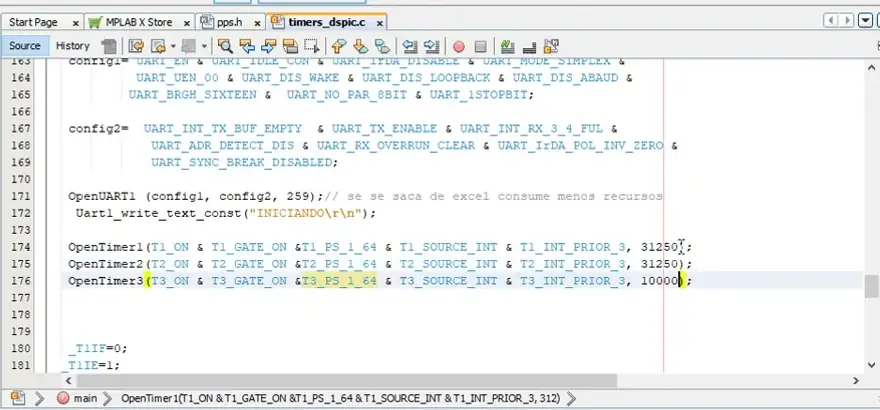 Start Page
MPLAB X Store
pps.h
timers_dspic.c
Source
History
163 config1= UART_EN & UART_IDLE_CON & UART_IrDA_DISABLE & UART_MODE_SIMPLEX &
164 UART_UEN_00 & UART_DIS_WAKE & UART_DIS_LOOPBACK & UART_DIS_ABAUD &
165 UART_BRGH_SIXTEEN & UART_NO_PAR_8BIT & UART_1STOPBIT;
166
167 config2= UART_INT_TX_BUF_EMPTY & UART_TX_ENABLE & UART_INT_RX_3_4_FUL &
168 UART_ADR_DETECT_DIS & UART_RX_OVERRUN_CLEAR & UART_IrDA_POL_INV_ZERO &
169 UART_SYNC_BREAK_DISABLED;
170
171 OpenUART1 (config1, config2, 259);// se se saca de excel consume menos recursos
172 Uart1_write_text_const("INICIANDO\r\n");
173
174 OpenTimer1(T1_ON & T1_GATE_ON &T1_PS_1_64 & T1_SOURCE_INT & T1_INT_PRIOR_3, 31250);
175 OpenTimer2(T2_ON & T2_GATE_ON &T2_PS_1_64 & T2_SOURCE_INT & T2_INT_PRIOR_3, 31250);
176 OpenTimer3(T3_ON & T3_GATE_ON &T3_PS_1_64 & T3_SOURCE_INT & T3_INT_PRIOR_3, 10000);
177
178
179
180 _T1IF=0;
181 _T1IE=1;
main
OpenTimer1(T1_ON & T1_GATE_ON &T1_PS_1_64 & T1_SOURCE_INT & T1_INT_PRIOR_3, 312)